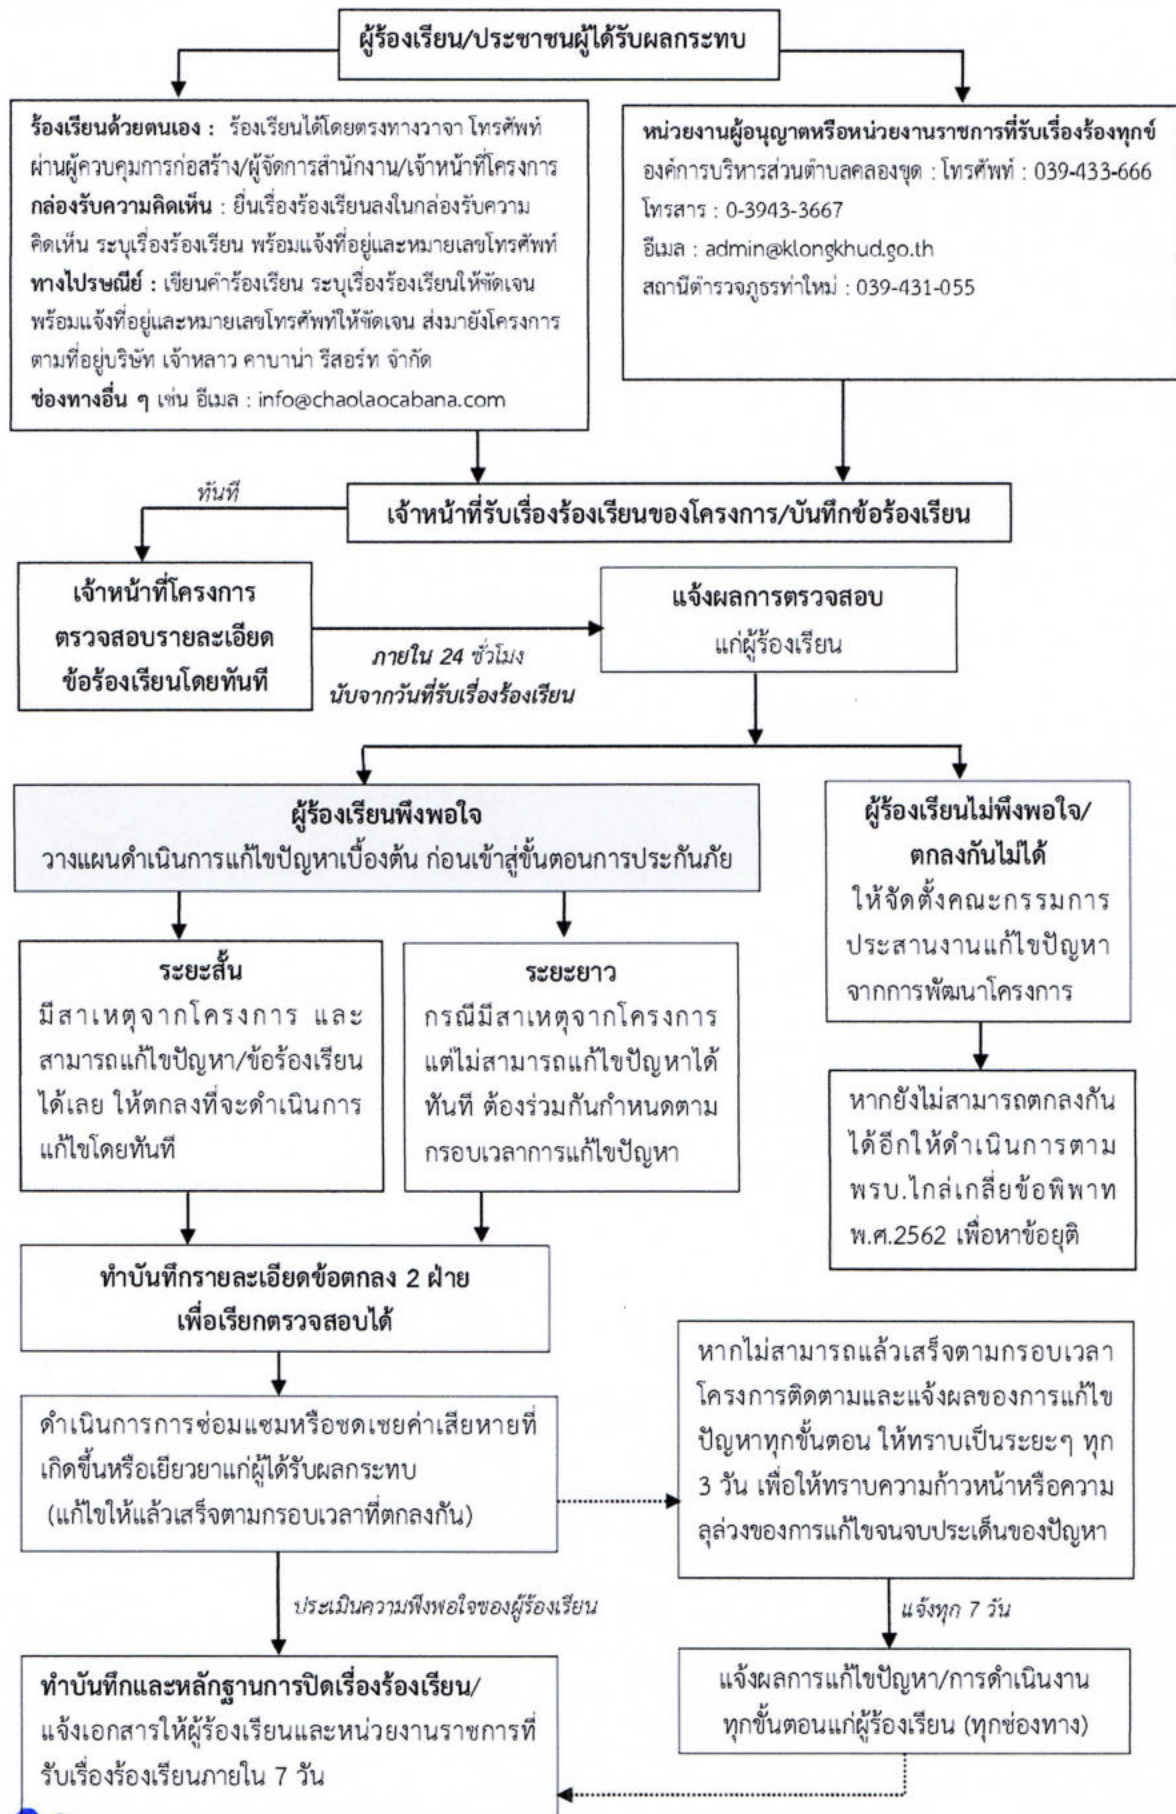 ผู้ร้องเรียน/ประชาชนผู้ได้รับผลกระทบ
ร้องเรียนด้วยตนเอง : ร้องเรียนได้โดยตรงทางวาจา โทรศัพท์
ผ่านผู้ควบคุมการก่อสร้าง/ผู้จัดการสำนักงาน/เจ้าหน้าที่โครงการ
กล่องรับความคิดเห็น : ยื่นเรื่องร้องเรียนลงในกล่องรับความ
คิดเห็น ระบุเรื่องร้องเรียน พร้อมแจ้งที่อยู่และหมายเลขโทรศัพท์
ทางไปรษณีย์ : เขียนคำร้องเรียน ระบุเรื่องร้องเรียนให้ชัดเจน
พร้อมแจ้งที่อยู่และหมายเลขโทรศัพท์ให้ชัดเจน ส่งมายังโครงการ
ตามที่อยู่บริษัท เจ้าหลาว คาบาน่า รีสอร์ท จำกัด
ช่องทางอื่น ๆ เช่น อีเมล : info@chaolaocabana.com
หน่วยงานผู้อนุญาตหรือหน่วยงานราชการที่รับเรื่องร้องทุกข์
องค์การบริหารส่วนตำบลคลองขุด : โทรศัพท์ : 039-433-666
โทรสาร : 0-3943-3667
อีเมล : admin@klongkhud.go.th
สถานีตำรวจภูธรท่าใหม่ : 039-431-055
ทันที
เจ้าหน้าที่รับเรื่องร้องเรียนของโครงการ/บันทึกข้อร้องเรียน
เจ้าหน้าที่โครงการ
ตรวจสอบรายละเอียด
ข้อร้องเรียนโดยทันที
ภายใน 24 ชั่วโมง
นับจากวันที่รับเรื่องร้องเรียน
แจ้งผลการตรวจสอบ
แก่ผู้ร้องเรียน
ผู้ร้องเรียนพึงพอใจ
วางแผนดำเนินการแก้ไขปัญหาเบื้องต้น ก่อนเข้าสู่ขั้นตอนการประกันภัย
ผู้ร้องเรียนไม่พึงพอใจ/
ตกลงกันไม่ได้
ให้จัดตั้งคณะกรรมการ
ประสานงานแก้ไขปัญหา
จากการพัฒนาโครงการ
ระยะสั้น
มีสาเหตุจากโครงการ และ
สามารถแก้ไขปัญหา/ข้อร้องเรียน
ได้เลย ให้ตกลงที่จะดำเนินการ
แก้ไขโดยทันที
ระยะยาว
กรณีมีสาเหตุจากโครงการ
แต่ไม่สามารถแก้ไขปัญหาได้
ทันที ต้องร่วมกันกำหนดตาม
กรอบเวลาการแก้ไขปัญหา
หากยังไม่สามารถตกลงกัน
ได้อีกให้ดำเนินการตาม
พรบ.ไกล่เกลี่ยข้อพิพาท
พ.ศ.2562 เพื่อหาข้อยุติ
ทำบันทึกรายละเอียดข้อตกลง 2 ฝ่าย
เพื่อเรียกตรวจสอบได้
ดำเนินการการซ่อมแซมหรือชดเชยค่าเสียหายที่
เกิดขึ้นหรือเยียวยาแก่ผู้ได้รับผลกระทบ
(แก้ไขให้แล้วเสร็จตามกรอบเวลาที่ตกลงกัน)
หากไม่สามารถแล้วเสร็จตามกรอบเวลา
โครงการติดตามและแจ้งผลของการแก้ไข
ปัญหาทุกขั้นตอน ให้ทราบเป็นระยะๆ ทุก
3 วัน เพื่อให้ทราบความก้าวหน้าหรือความ
ลุล่วงของการแก้ไขจนจบประเด็นของปัญหา
ประเมินความพึงพอใจของผู้ร้องเรียน
แจ้งทุก 7 วัน
ทำบันทึกและหลักฐานการปิดเรื่องร้องเรียน/
แจ้งเอกสารให้ผู้ร้องเรียนและหน่วยงานราชการที่
รับเรื่องร้องเรียนภายใน 7 วัน
แจ้งผลการแก้ไขปัญหา/การดำเนินงาน
ทุกขั้นตอนแก่ผู้ร้องเรียน (ทุกช่องทาง)